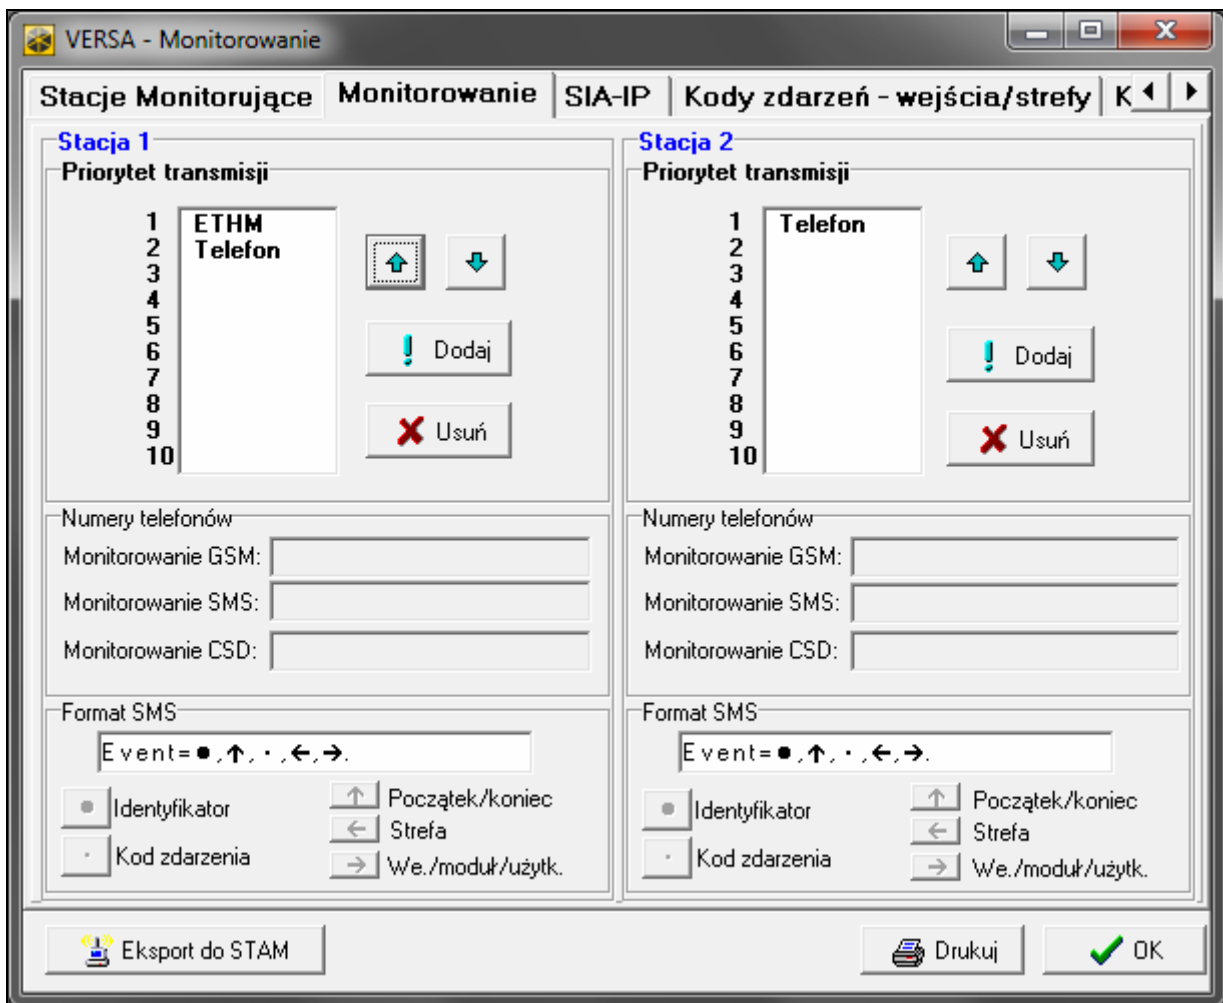 VERSA - Monitorowanie
Stacje Monitorujące Monitorowanie SIA-IP Kody zdarzeń - wejścia/strefy K
Stacja 1
Priorytet transmisji
1 ETHM
2 Telefon
3
4
5
6
7
8
9
10
Dodaj
Usuń
Numery telefonów
Monitorowanie GSM:
Monitorowanie SMS:
Monitorowanie CSD:
Format SMS
Event=●,↑,·,←,→.
Identyfikator
Początek/koniec
Strefa
Kod zdarzenia
We./moduł/użytk.
Stacja 2
Priorytet transmisji
1 Telefon
2
3
4
5
6
7
8
9
10
Dodaj
Usuń
Numery telefonów
Monitorowanie GSM:
Monitorowanie SMS:
Monitorowanie CSD:
Format SMS
Event=●,↑,·,←,→.
Identyfikator
Początek/koniec
Strefa
Kod zdarzenia
We./moduł/użytk.
Eksport do STAM
Drukuj
OK